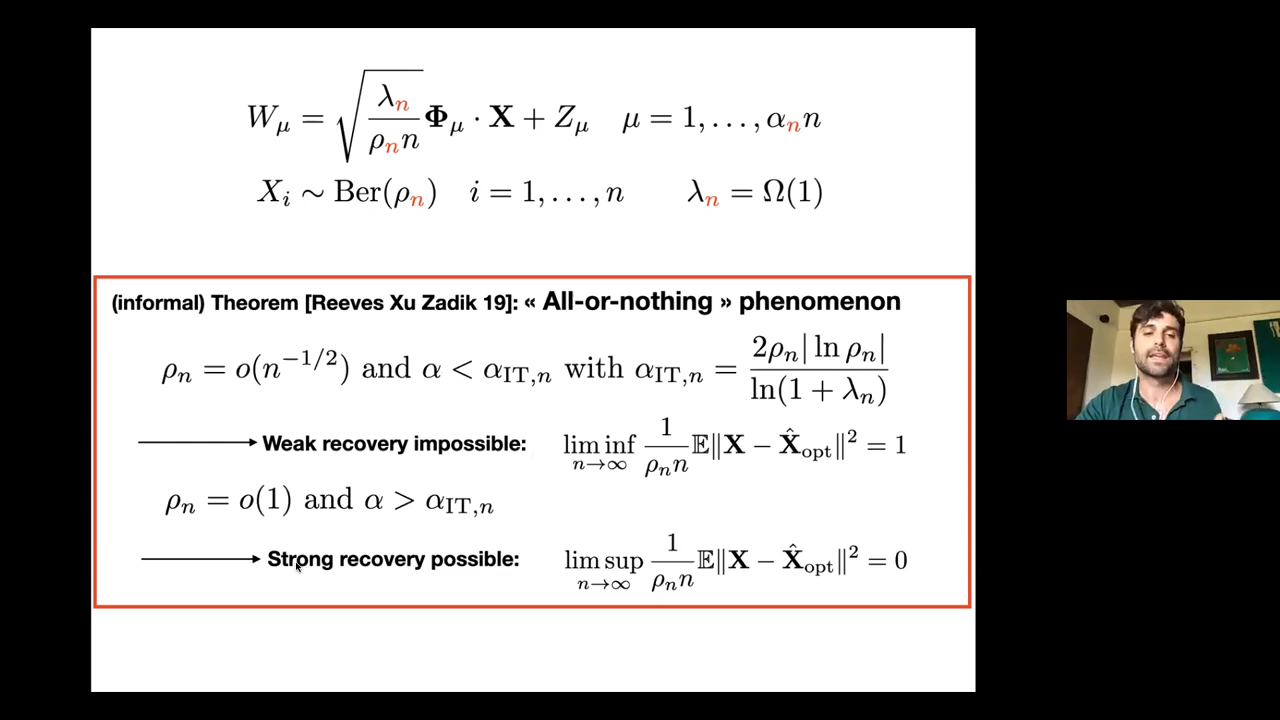 W_μ = √(λ_n / ρ_n n) Φ_μ · X + Z_μ   μ = 1, . . . , α_n n
X_i ∼ Ber(ρ_n)   i = 1, . . . , n   λ_n = Ω(1)
(informal) Theorem [Reeves Xu Zadik 19]: « All-or-nothing » phenomenon
ρ_n = o(n^{−1/2}) and α < α_{IT,n} with α_{IT,n} = 2ρ_n| ln ρ_n| / ln(1 + λ_n)
Weak recovery impossible: lim inf_{n→∞} 1/(ρ_n n) 𝔼‖X − X̂_opt‖² = 1
ρ_n = o(1) and α > α_{IT,n}
Strong recovery possible: lim sup_{n→∞} 1/(ρ_n n) 𝔼‖X − X̂_opt‖² = 0